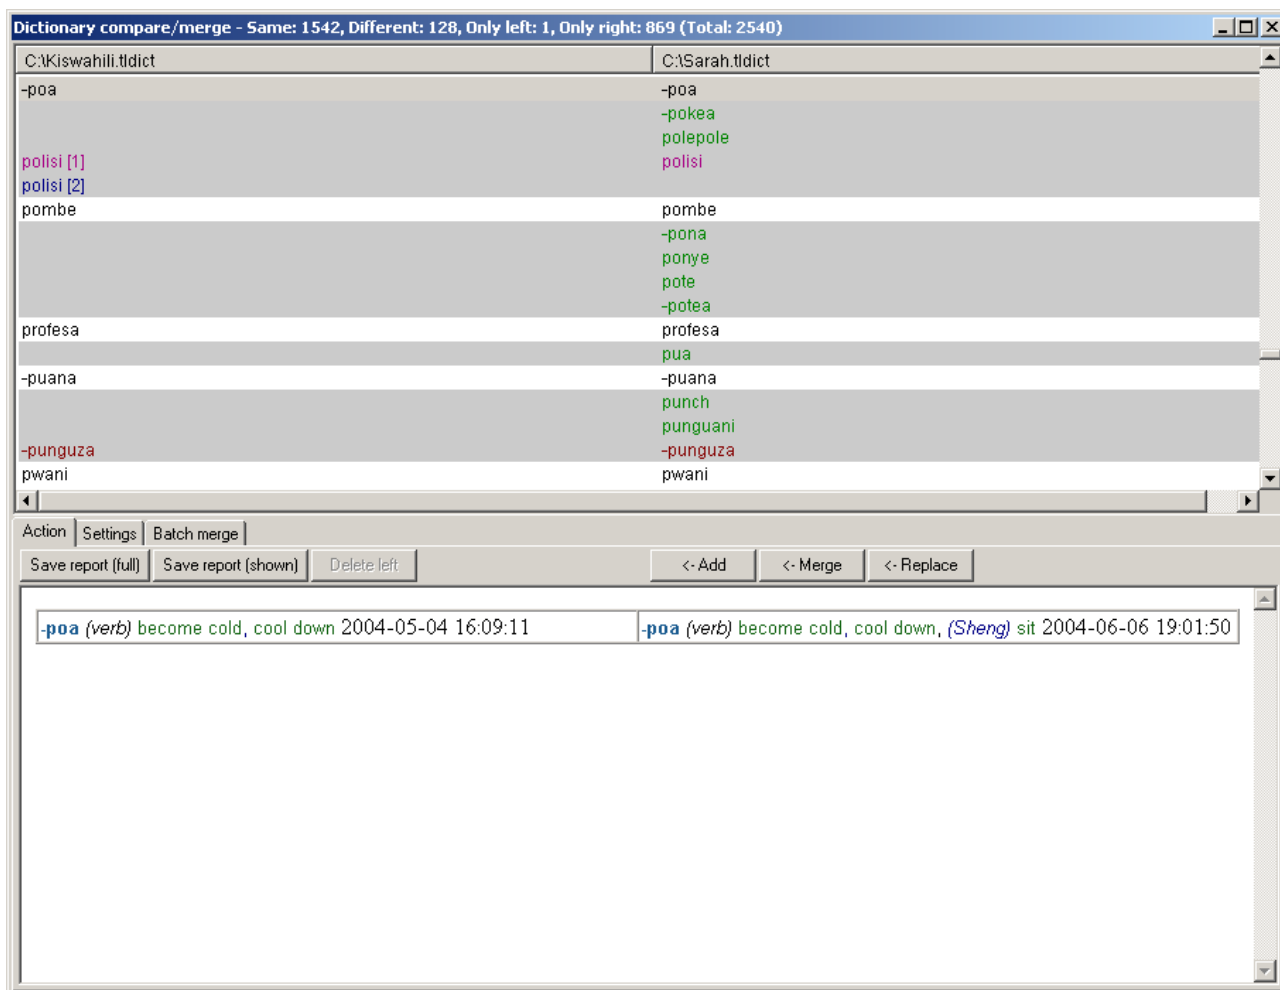 Dictionary compare/merge - Same: 1542, Different: 128, Only left: 1, Only right: 869 (Total: 2540)
C:\Kiswahili.tldict C:\Sarah.tldict
-poa -poa
-pokea
polepole
polisi [1] polisi
polisi [2]
pombe pombe
-pona
ponye
pote
-potea
profesa profesa
pua
-puana -puana
punch
punguani
-punguza -punguza
pwani pwani
Action Settings Batch merge
Save report (full) Save report (shown) Delete left <- Add <- Merge <- Replace
-poa (verb) become cold, cool down 2004-05-04 16:09:11 -poa (verb) become cold, cool down, (Sheng) sit 2004-06-06 19:01:50